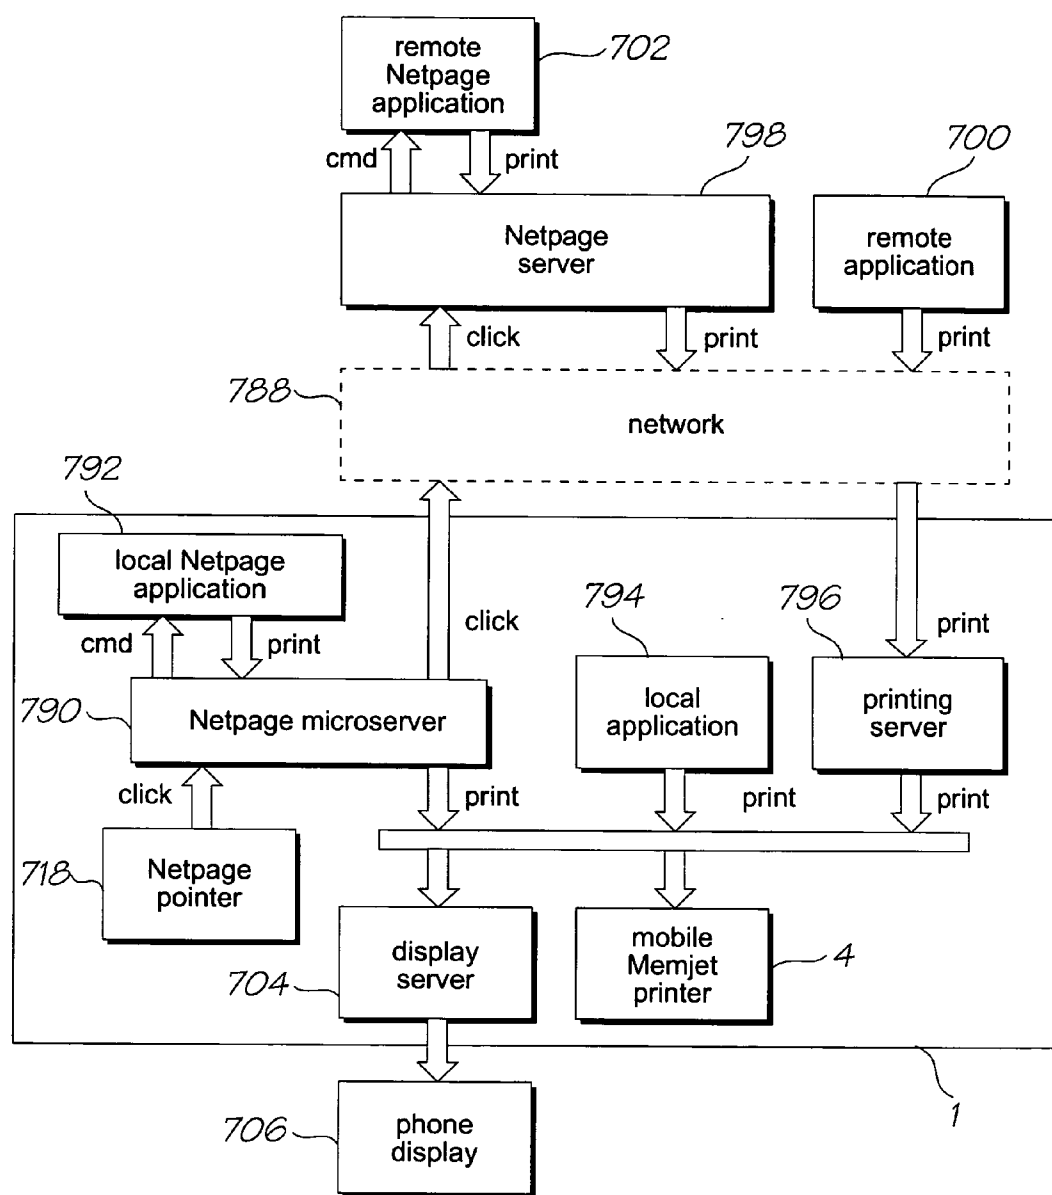 remote
Netpage
application
702
cmd
print
798
700
Netpage
server
remote
application
click
print
print
788
network
792
local Netpage
application
794
796
cmd
print
click
print
790
Netpage microserver
local
application
printing
server
click
print
print
print
718
Netpage
pointer
display
server
704
mobile
Memjet
printer
4
706
phone
display
1